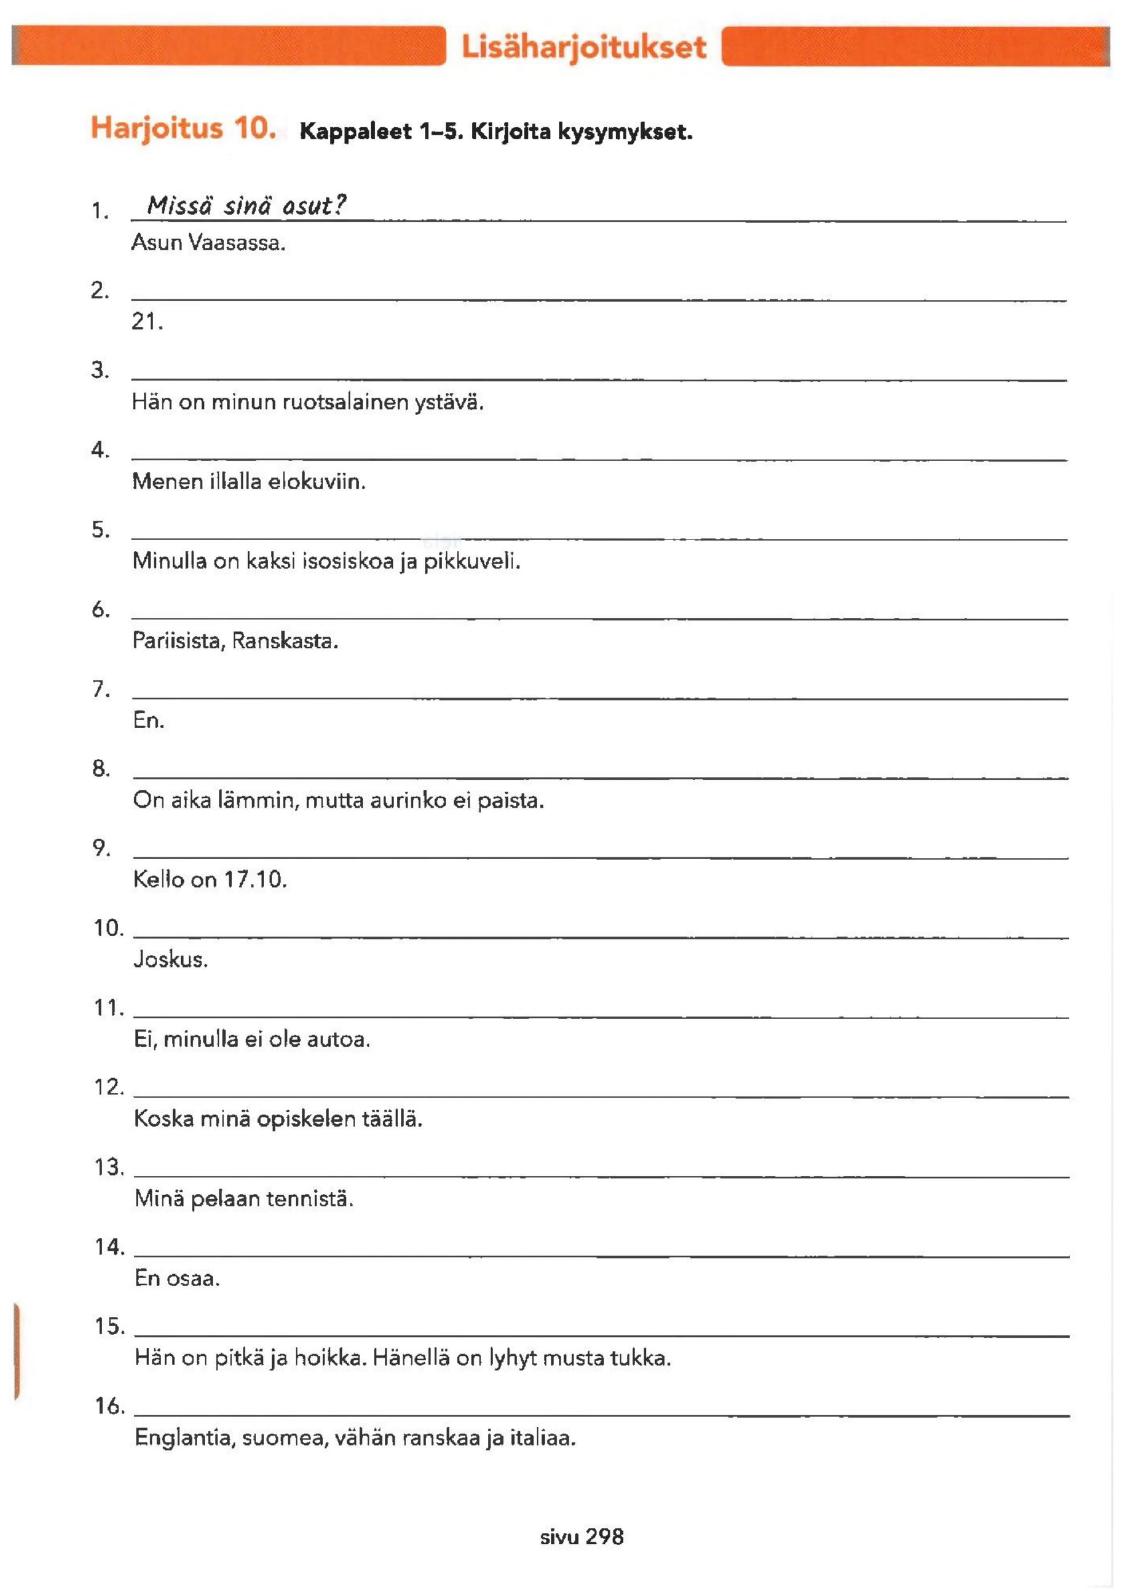 Lisäharjoitukset
Harjoitus 10. Kappaleet 1–5. Kirjoita kysymykset.
1. Missä sinä asut?
Asun Vaasassa.
2.
21.
3.
Hän on minun ruotsalainen ystävä.
4.
Menen illalla elokuviin.
5.
Minulla on kaksi isosiskoa ja pikkuveli.
6.
Pariisista, Ranskasta.
7.
En.
8.
On aika lämmin, mutta aurinko ei paista.
9.
Kello on 17.10.
10.
Joskus.
11.
Ei, minulla ei ole autoa.
12.
Koska minä opiskelen täällä.
13.
Minä pelaan tennistä.
14.
En osaa.
15.
Hän on pitkä ja hoikka. Hänellä on lyhyt musta tukka.
16.
Englantia, suomea, vähän ranskaa ja italiaa.
sivu 298